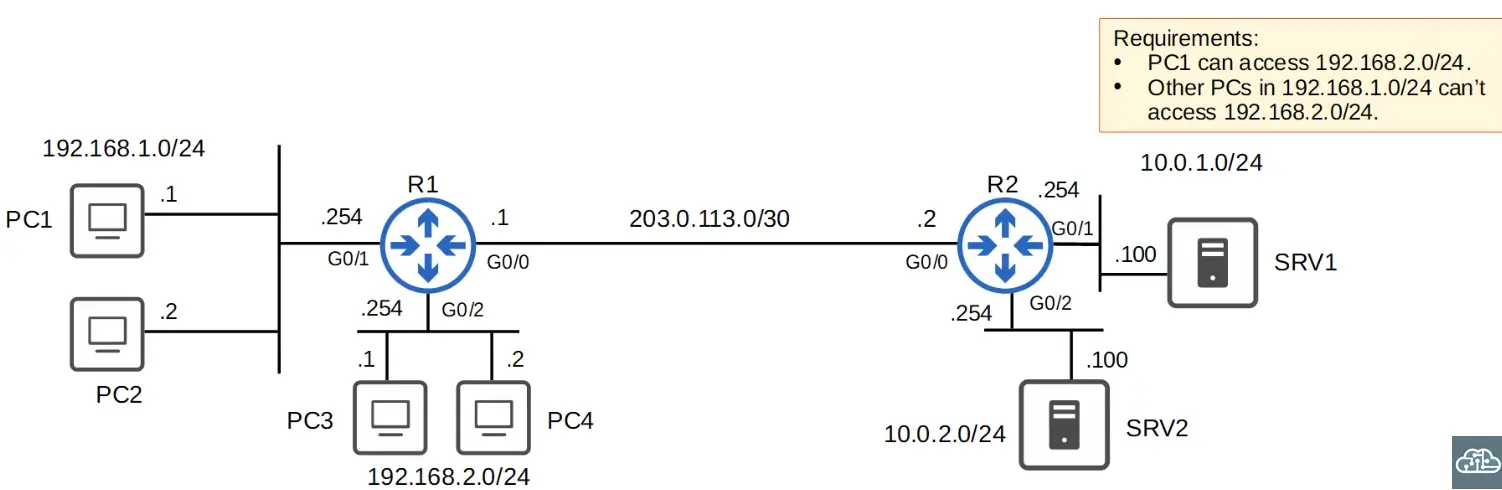 Requirements:
• PC1 can access 192.168.2.0/24.
• Other PCs in 192.168.1.0/24 can't
access 192.168.2.0/24.
192.168.1.0/24
10.0.1.0/24
PC1
.1
.254
G0/1
R1
.1
G0/0
203.0.113.0/30
.2
G0/0
R2
.254
G0/1
.100
SRV1
.2
PC2
.254
G0/2
.1
.2
PC3
PC4
192.168.2.0/24
.254
G0/2
.100
10.0.2.0/24
SRV2